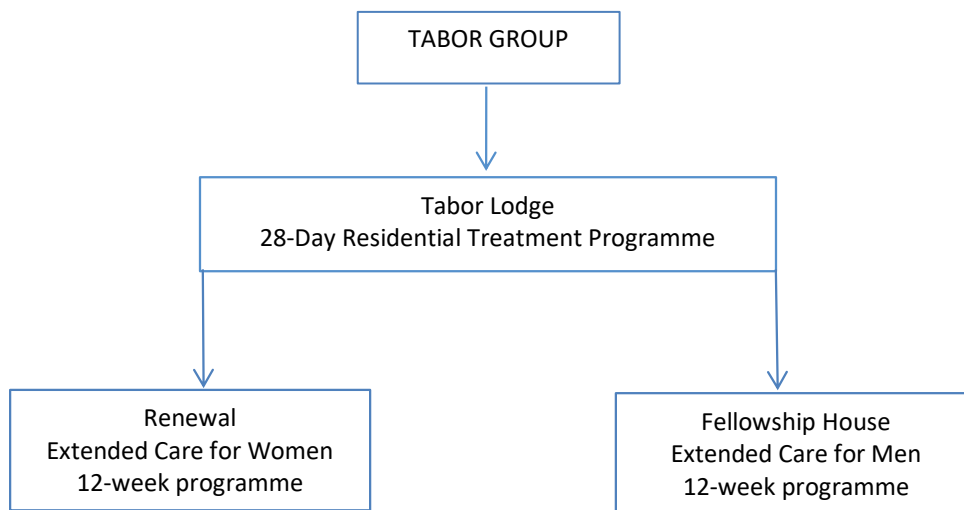 TABOR GROUP
Tabor Lodge
28-Day Residential Treatment Programme
Renewal
Extended Care for Women
12-week programme
Fellowship House
Extended Care for Men
12-week programme